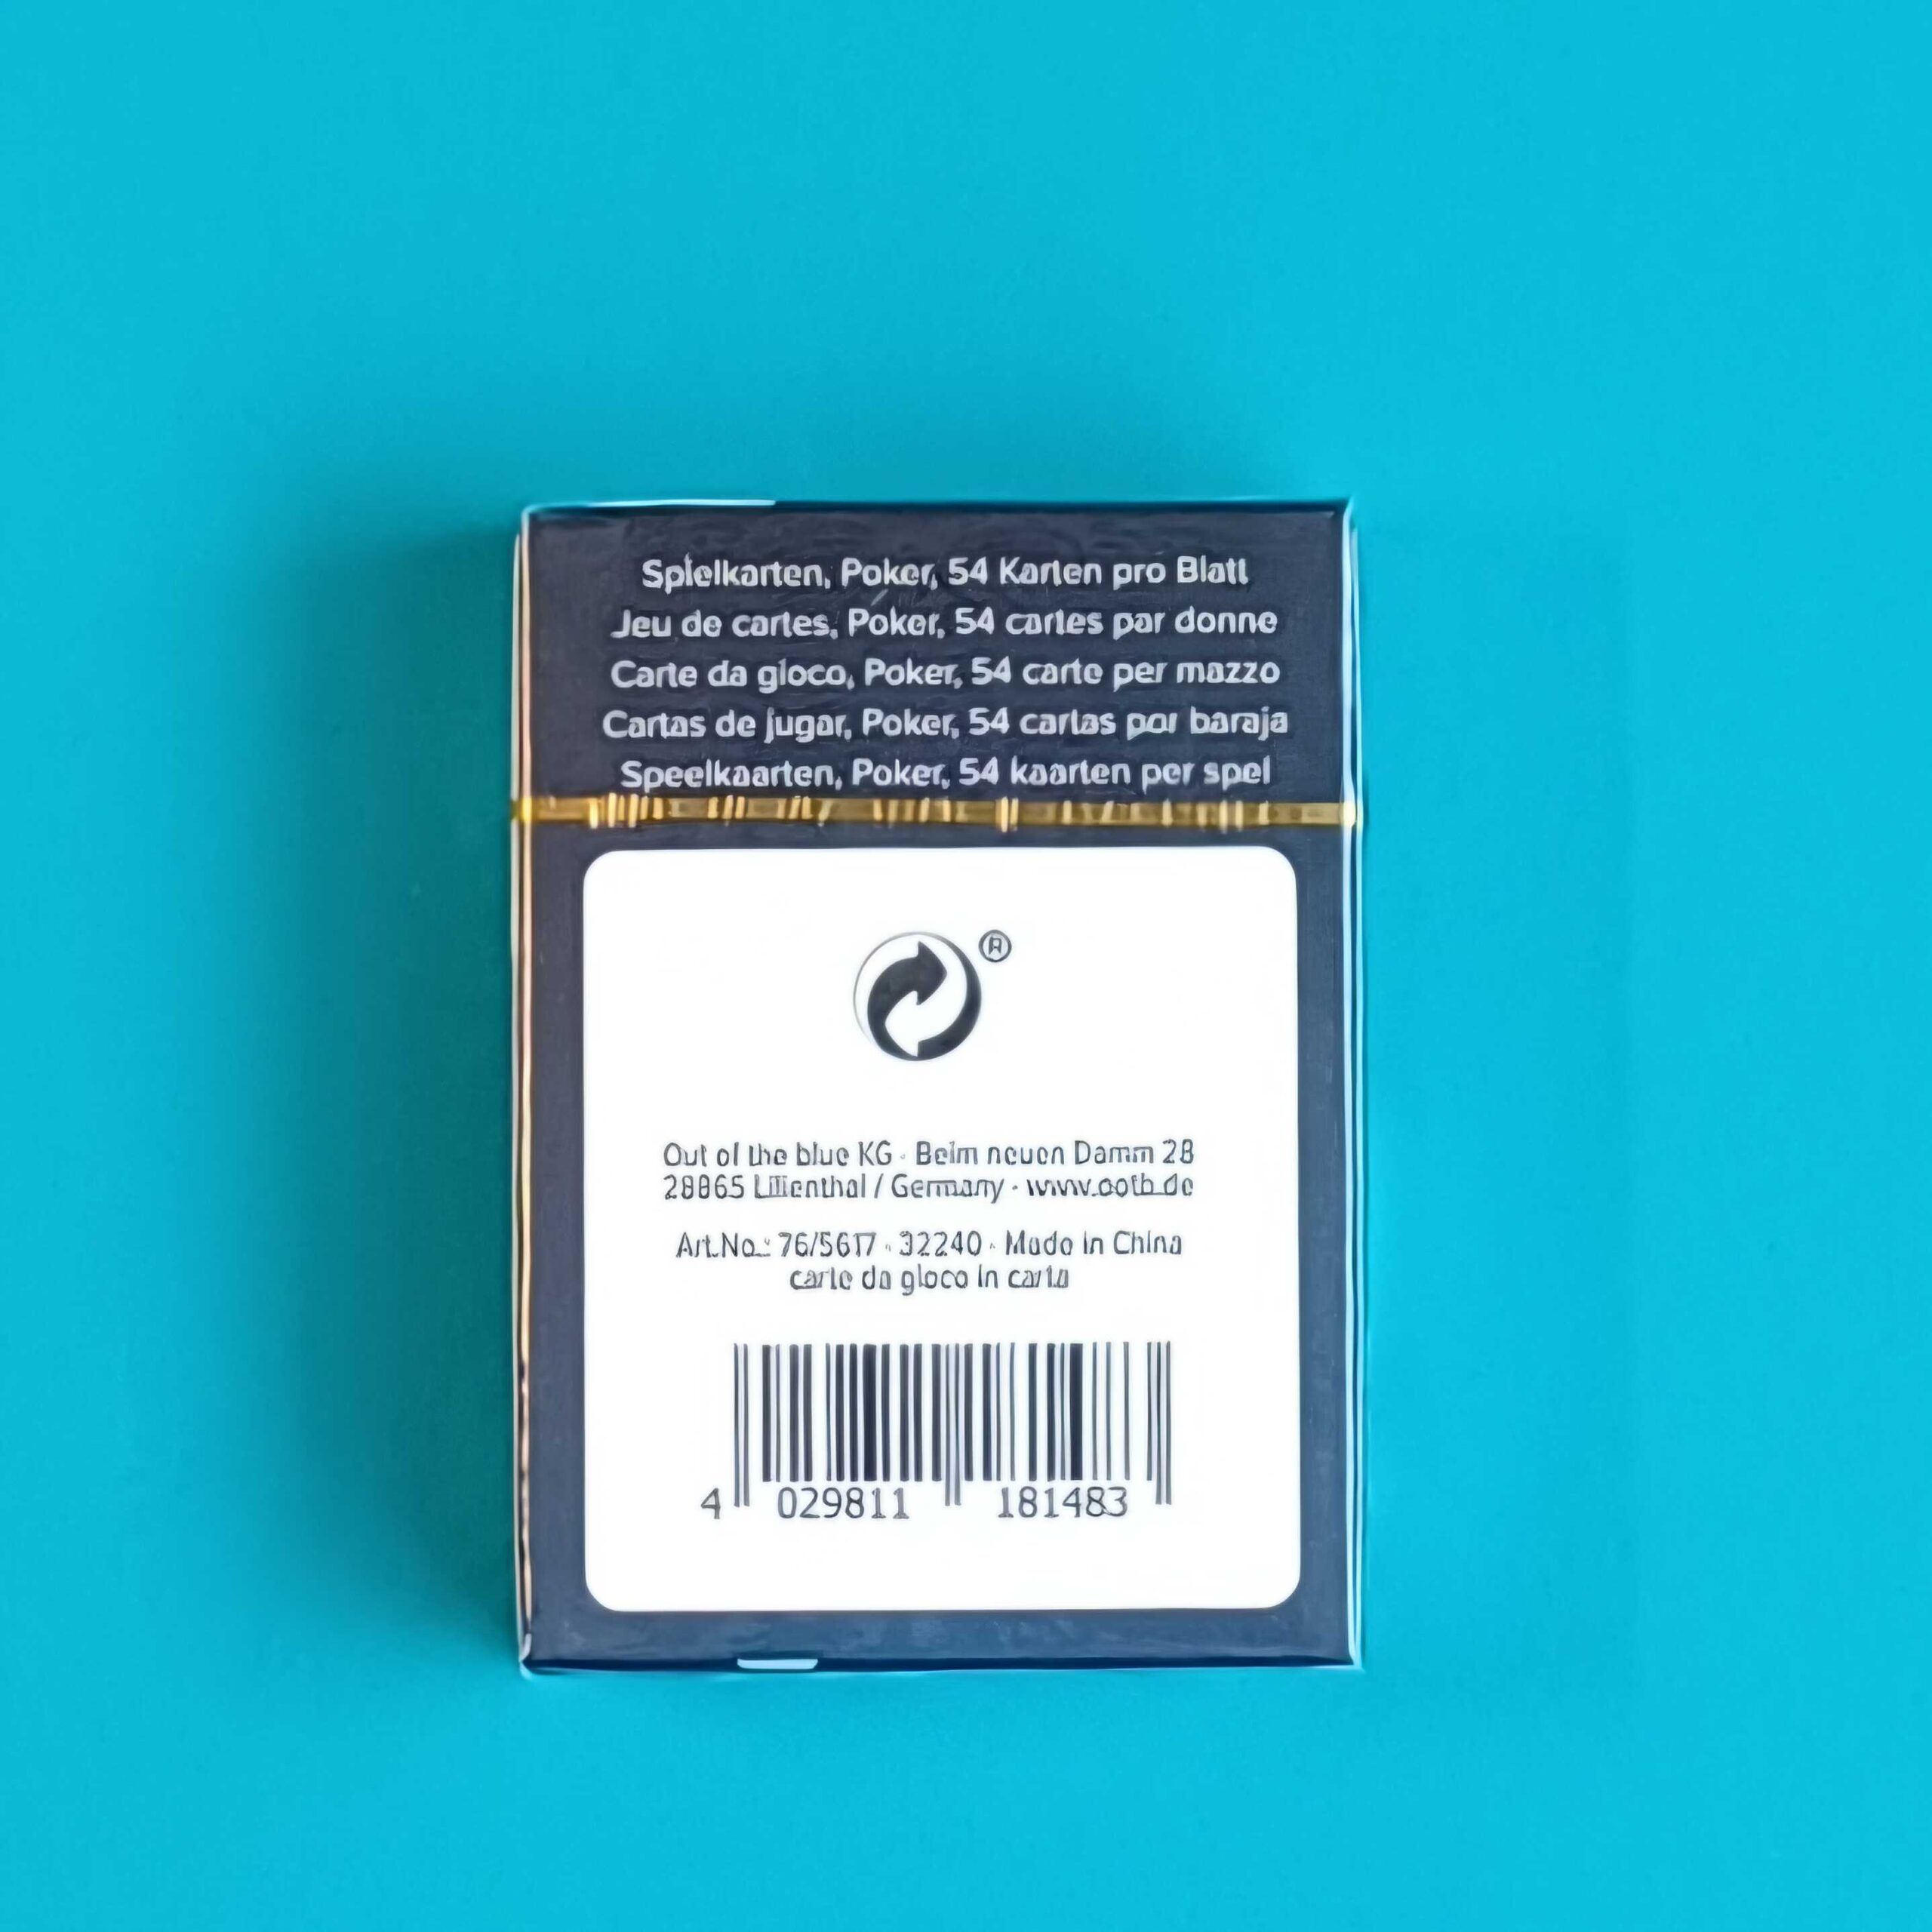 Spielkarten, Poker, 54 Karten pro Blatt
Jeu de cartes, Poker, 54 cartes par donne
Carte da gioco, Poker, 54 carte per mazzo
Cartas de jugar, Poker, 54 cartas por baraja
Speelkaarten, Poker, 54 kaarten per spel
®
Out of the blue KG · Beim neuen Damm 28
28865 Lilienthal / Germany · www.ootb.de
Art.No.: 76/5617 · 32240 · Made in China
carte da gioco in carta
4 029811 181483